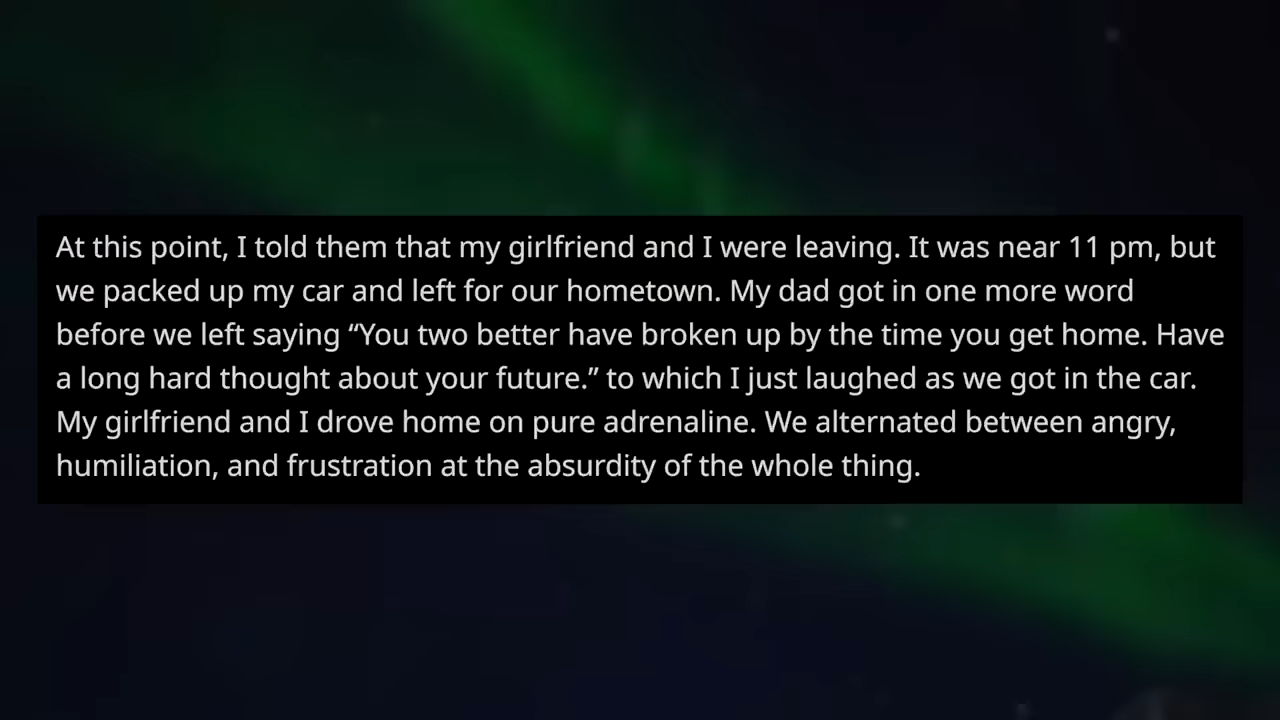 At this point, I told them that my girlfriend and I were leaving. It was near 11 pm, but
we packed up my car and left for our hometown. My dad got in one more word
before we left saying “You two better have broken up by the time you get home. Have
a long hard thought about your future.” to which I just laughed as we got in the car.
My girlfriend and I drove home on pure adrenaline. We alternated between angry,
humiliation, and frustration at the absurdity of the whole thing.